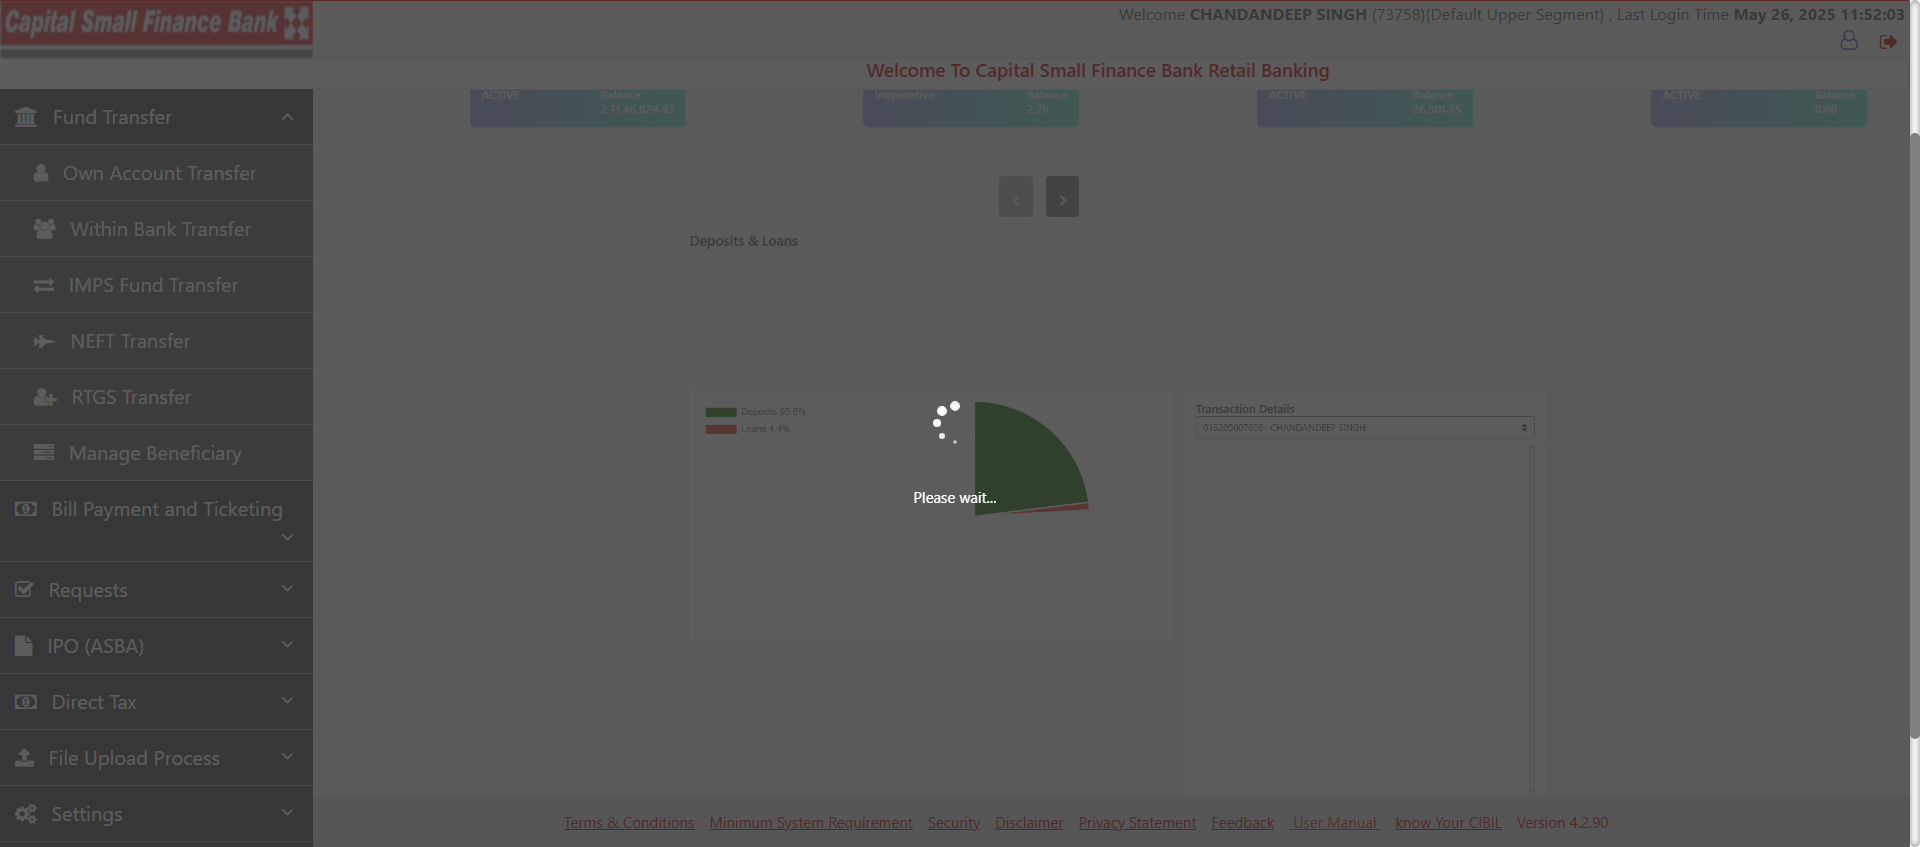 Capital Small Finance Bank
Welcome CHANDANDEEP SINGH (73758){Default Upper Segment} , Last Login Time May 26, 2025 11:52:03
Welcome To Capital Small Finance Bank Retail Banking
ACTIVE Balance Inoperative Balance ACTIVE Balance ACTIVE Balance
2,71,46,024.43 2.76 26,901.35 0.00
Fund Transfer
Own Account Transfer
Within Bank Transfer
IMPS Fund Transfer
NEFT Transfer
RTGS Transfer
Manage Beneficiary
Bill Payment and Ticketing
Requests
IPO (ASBA)
Direct Tax
File Upload Process
Settings
Deposits & Loans
Deposits 95.6%
Loans 4.4%
Please wait...
Transaction Details
013205007608--CHANDANDEEP SINGH
Terms & Conditions Minimum System Requirement Security Disclaimer Privacy Statement Feedback User Manual know Your CIBIL Version 4.2.90